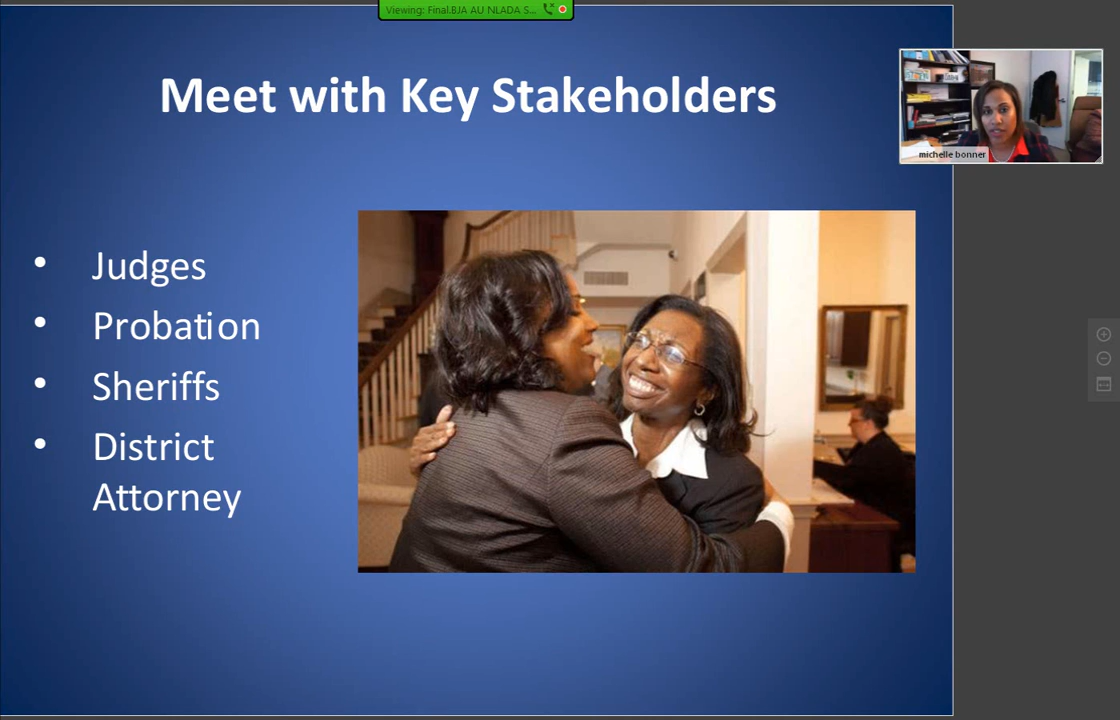 Viewing: Final.BJA AU NLADA S...
Meet with Key Stakeholders
michelle bonner
• Judges
• Probation
• Sheriffs
• District
Attorney